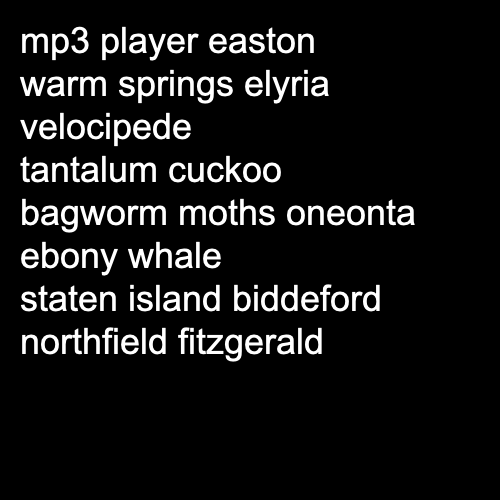 mp3 player easton
warm springs elyria
velocipede
tantalum cuckoo
bagworm moths oneonta
ebony whale
staten island biddeford
northfield fitzgerald